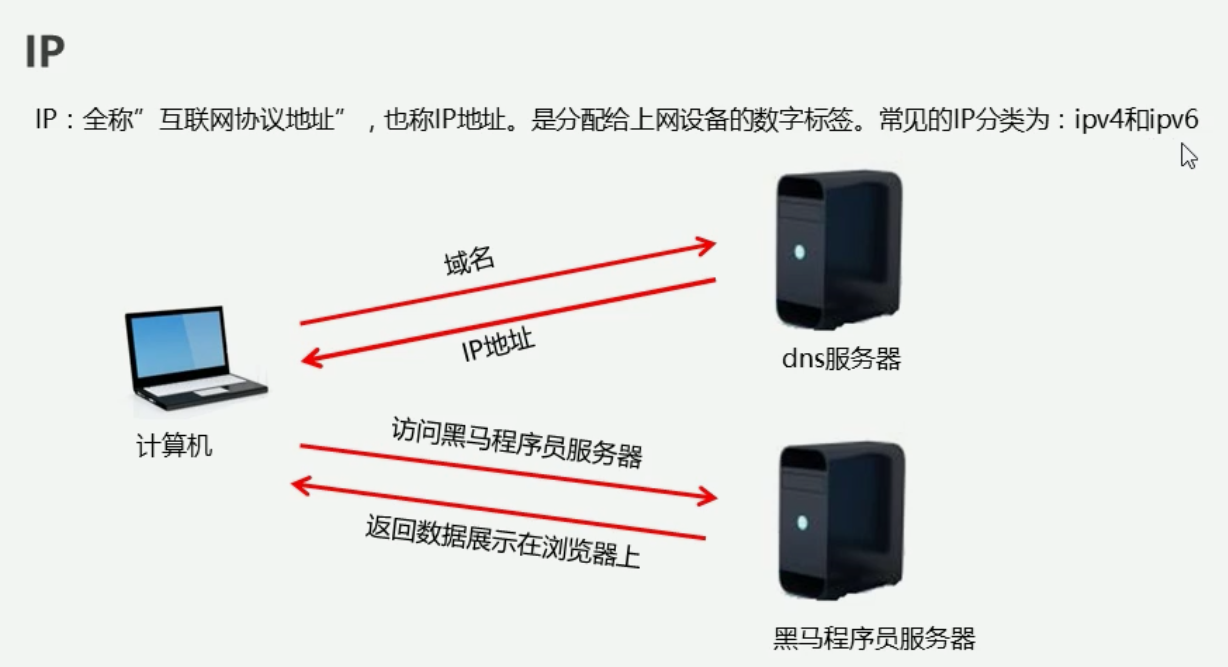 IP
IP：全称”互联网协议地址”，也称IP地址。是分配给上网设备的数字标签。常见的IP分类为：ipv4和ipv6
域名
IP地址
dns服务器
计算机
访问黑马程序员服务器
返回数据展示在浏览器上
黑马程序员服务器